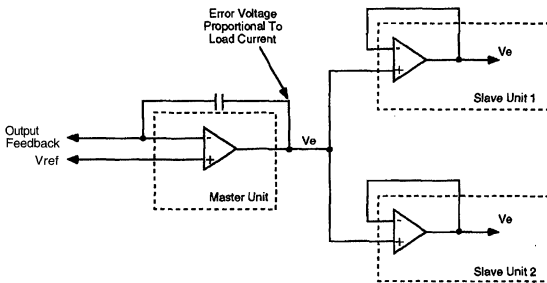 Error Voltage
Proportional To
Load Current
-
+
Ve
Slave Unit 1
Output
Feedback
Vref
-
+
Master Unit
Ve
-
+
Ve
Slave Unit 2